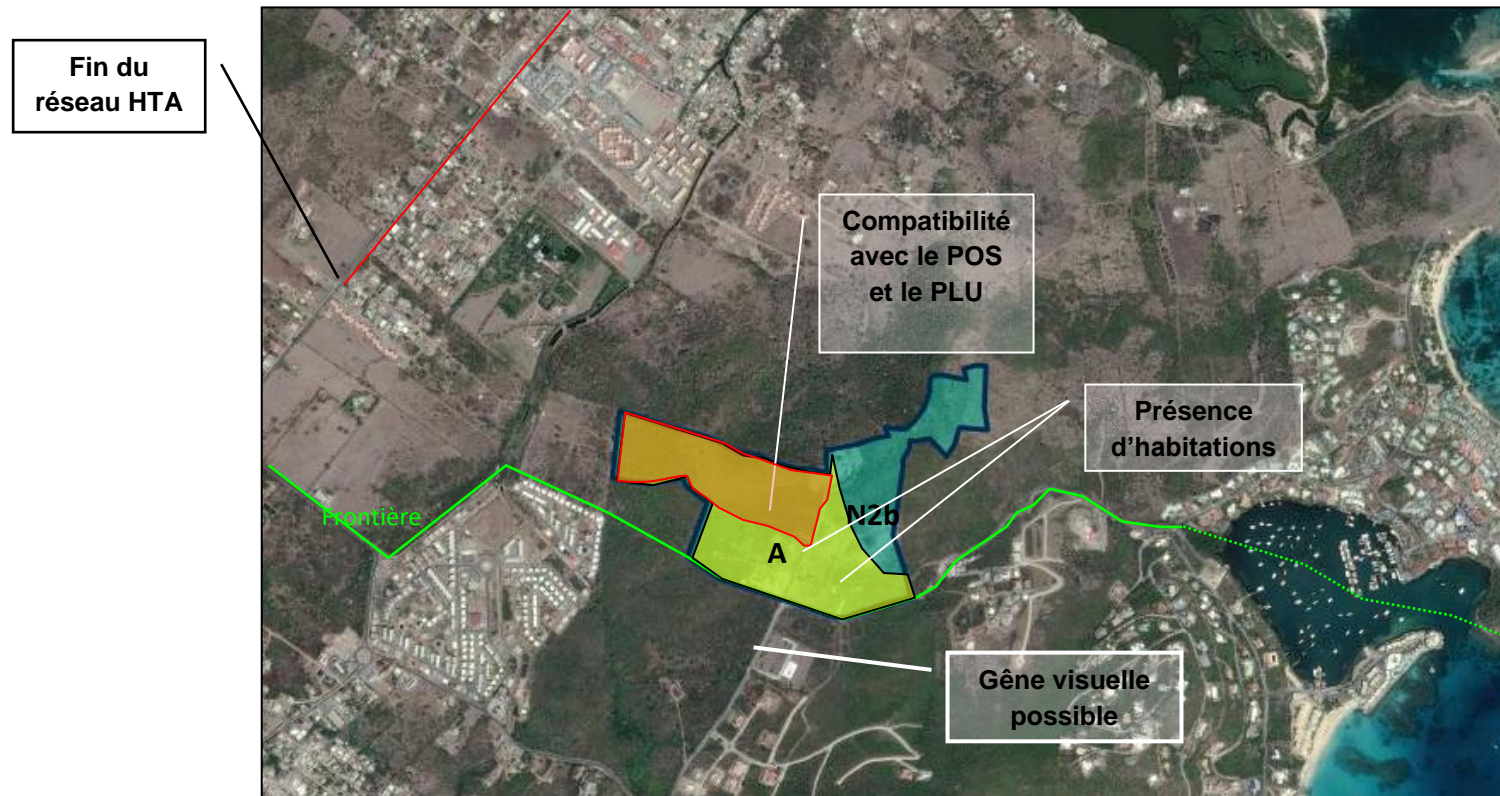 Fin du
réseau HTA
Compatibilité
avec le POS
et le PLU
Présence
d’habitations
Frontière
N2b
A
Gêne visuelle
possible